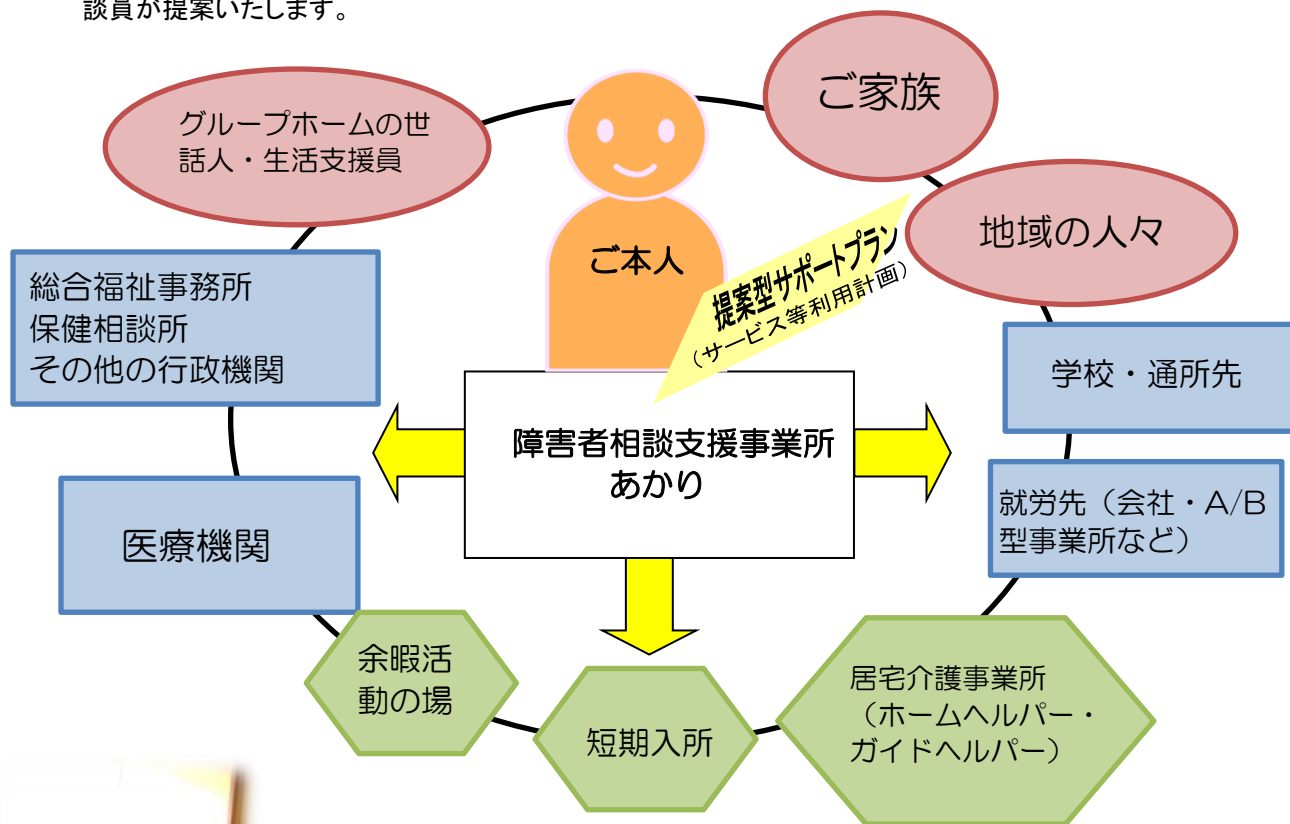 談員が提案いたします。
ご家族
グループホームの世
話人・生活支援員
地域の人々
ご本人
提案型サポートプラン
（サービス等利用計画）
総合福祉事務所
保健相談所
その他の行政機関
学校・通所先
障害者相談支援事業所
あかり
就労先（会社・A/B
型事業所など）
医療機関
余暇活
動の場
短期入所
居宅介護事業所
（ホームヘルパー・
ガイドヘルパー）